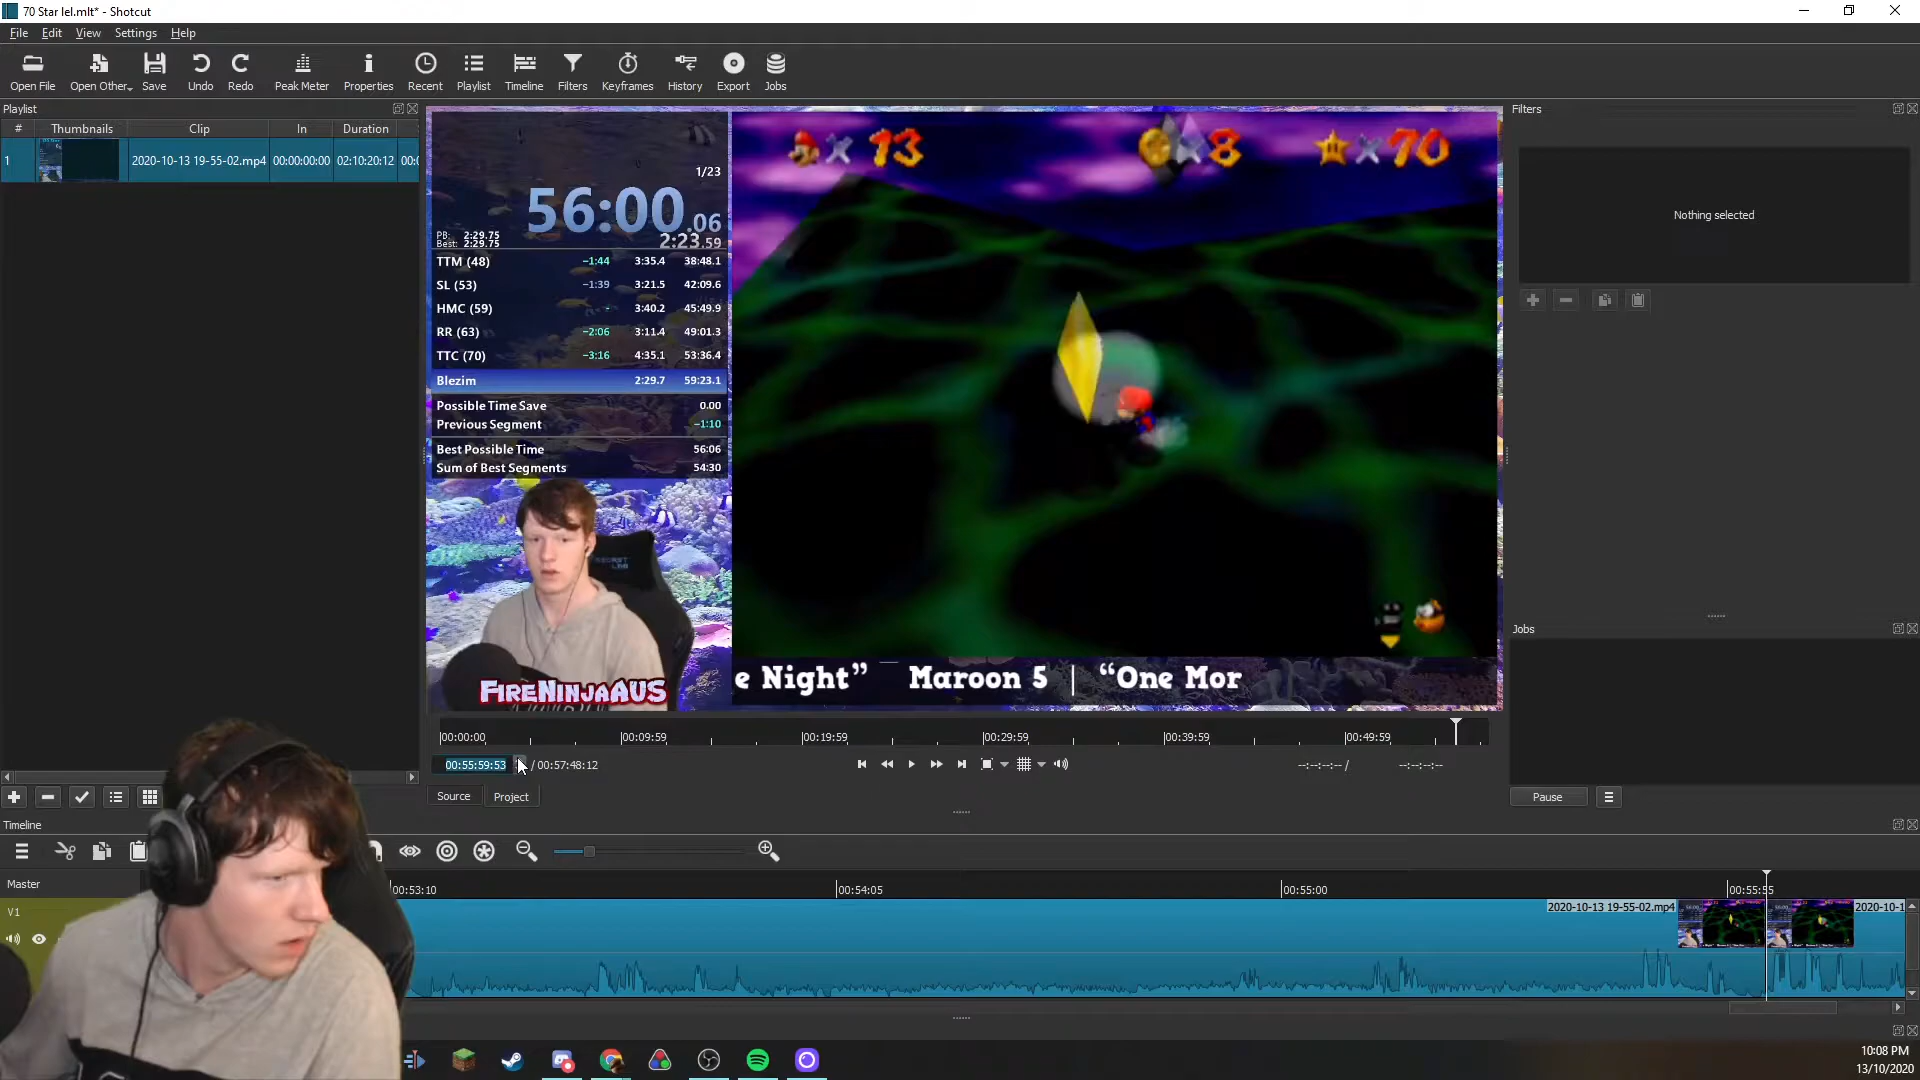 70 Star lel.mlt* - Shotcut
File Edit View Settings Help
Open File Open Other... Save Undo Redo Peak Meter Properties Recent Playlist Timeline Filters Keyframes History Export Jobs
Playlist
# Thumbnails Clip In Duration
1 2020-10-13 19-55-02.mp4 00:00:00:00 02:10:20:12 00:(
x 13 x 8 x 70
1/23
56:00.06
PB: 2:29.75
Best: 2:29.75
2:23.59
TTM (48) −1:44 3:35.4 38:48.1
SL (53) −1:39 3:21.5 42:09.6
HMC (59) - 3:40.2 45:49.9
RR (63) −2:06 3:11.4 49:01.3
TTC (70) −3:16 4:35.1 53:36.4
Blezim 2:29.7 59:23.1
Possible Time Save 0.00
Previous Segment −1:10
Best Possible Time 56:06
Sum of Best Segments 54:30
FireNinjaAUS
e Night” Maroon 5 | “One Mor
00:00:00 00:09:59 00:19:59 00:29:59 00:39:59 00:49:59
00:55:59:53 / 00:57:48:12
--:--:--:-- / --:--:--:--
Source Project
Filters
Nothing selected
Jobs
Pause
Timeline
Master
00:53:10 00:54:05 00:55:00 00:55:55
V1
2020-10-13 19-55-02.mp4
2020-10-1
10:08 PM
13/10/2020